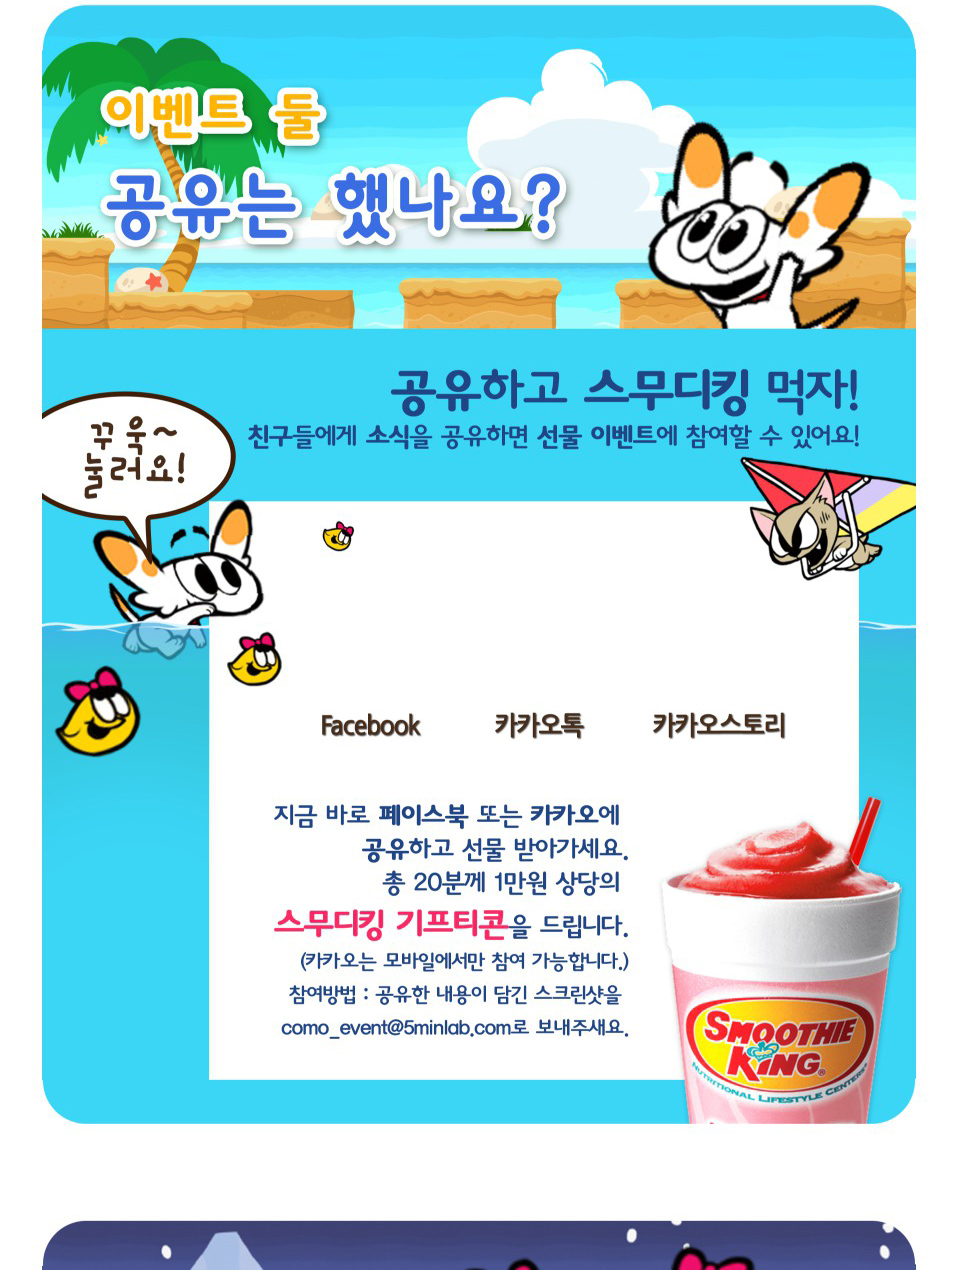 이벤트 둘
공유는 했나요?
공유하고 스무디킹 먹자!
친구들에게 소식을 공유하면 선물 이벤트에 참여할 수 있어요!
꾸욱~
눌러요!
Facebook 카카오톡 카카오스토리
지금 바로 페이스북 또는 카카오에
공유하고 선물 받아가세요.
총 20분께 1만원 상당의
스무디킹 기프티콘을 드립니다.
(카카오는 모바일에서만 참여 가능합니다.)
참여방법 : 공유한 내용이 담긴 스크린샷을
como_event@5minlab.com로 보내주새요.
SMOOTHIE
KING®
NUTRITIONAL LIFESTYLE CENTERS